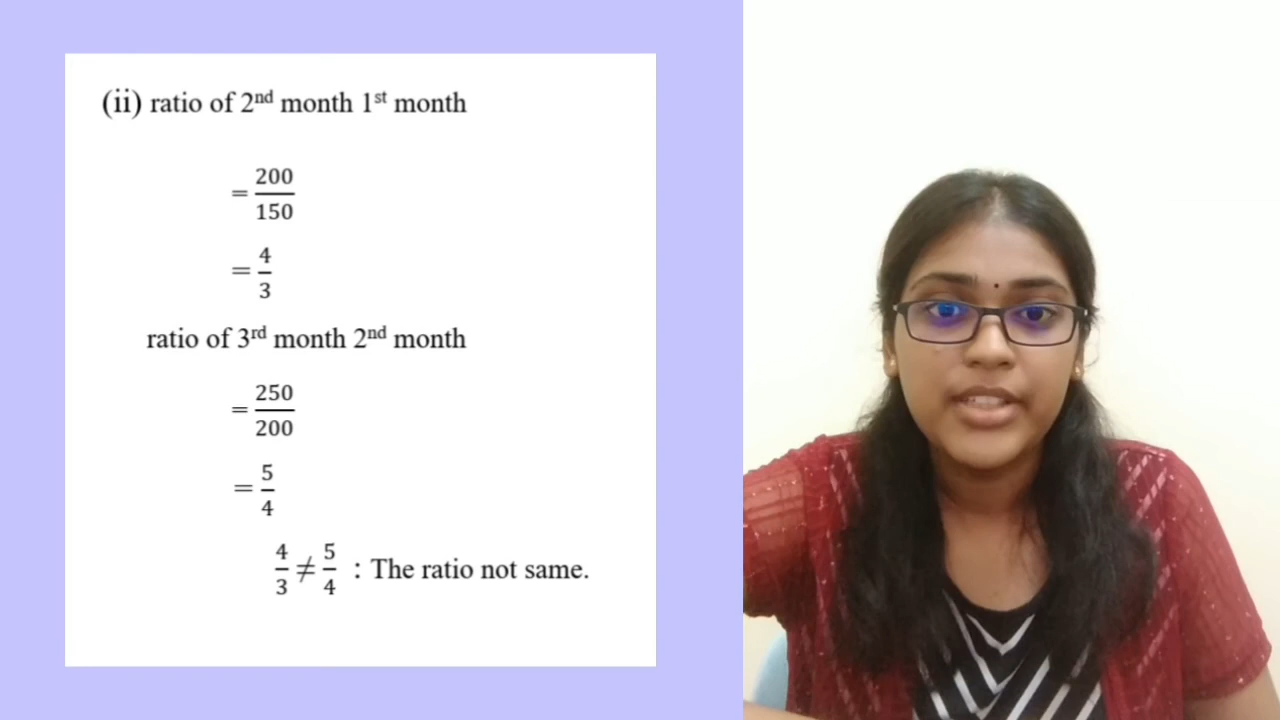 (ii) ratio of 2nd month 1st month
= 200/150
= 4/3
ratio of 3rd month 2nd month
= 250/200
= 5/4
4/3 ≠ 5/4 : The ratio not same.